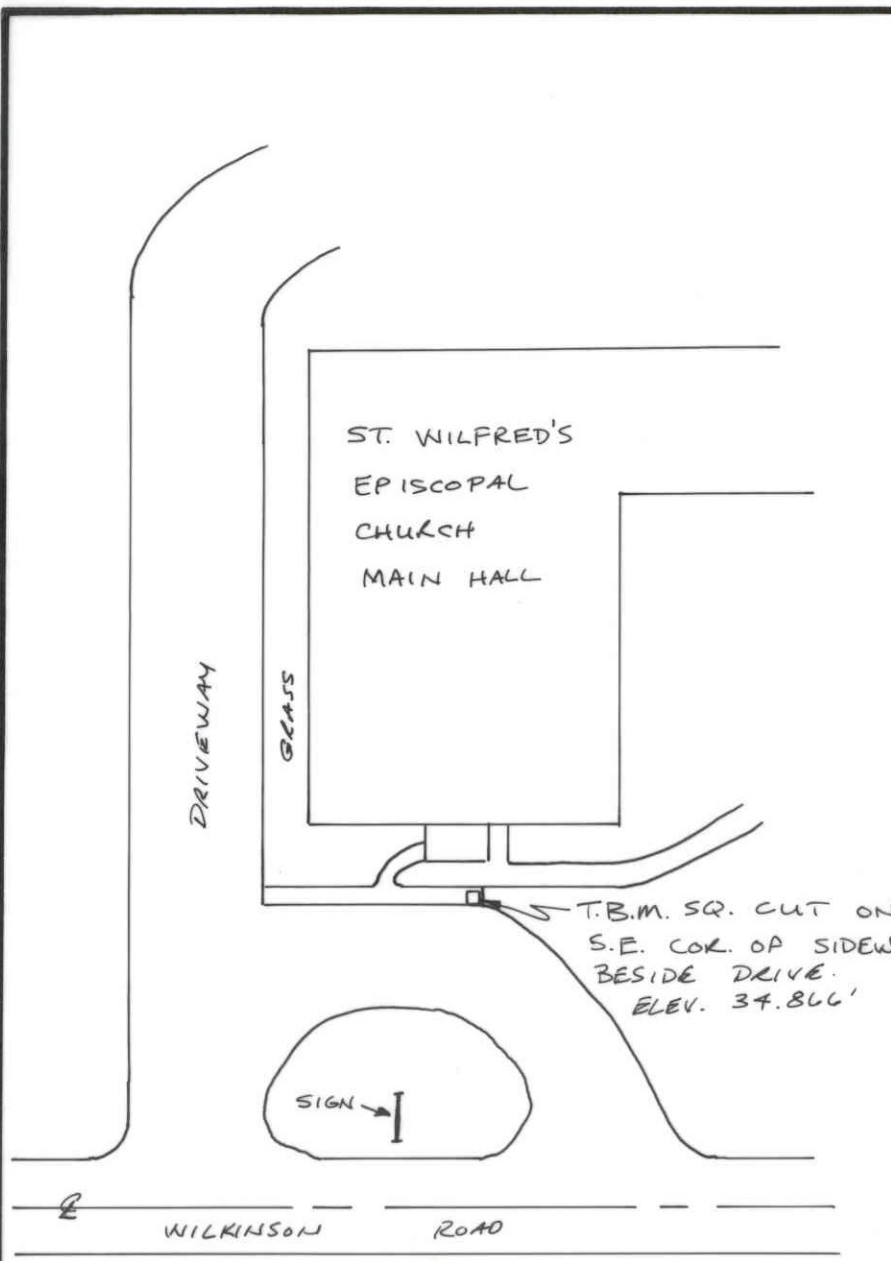 ST. WILFRED'S
EPISCOPAL
CHURCH
MAIN HALL
DRIVEWAY
GRASS
T.B.M. SQ. CUT ON
S.E. COR. OF SIDEW
BESIDE DRIVE.
ELEV. 34.866'
SIGN
℄
WILKINSON ROAD